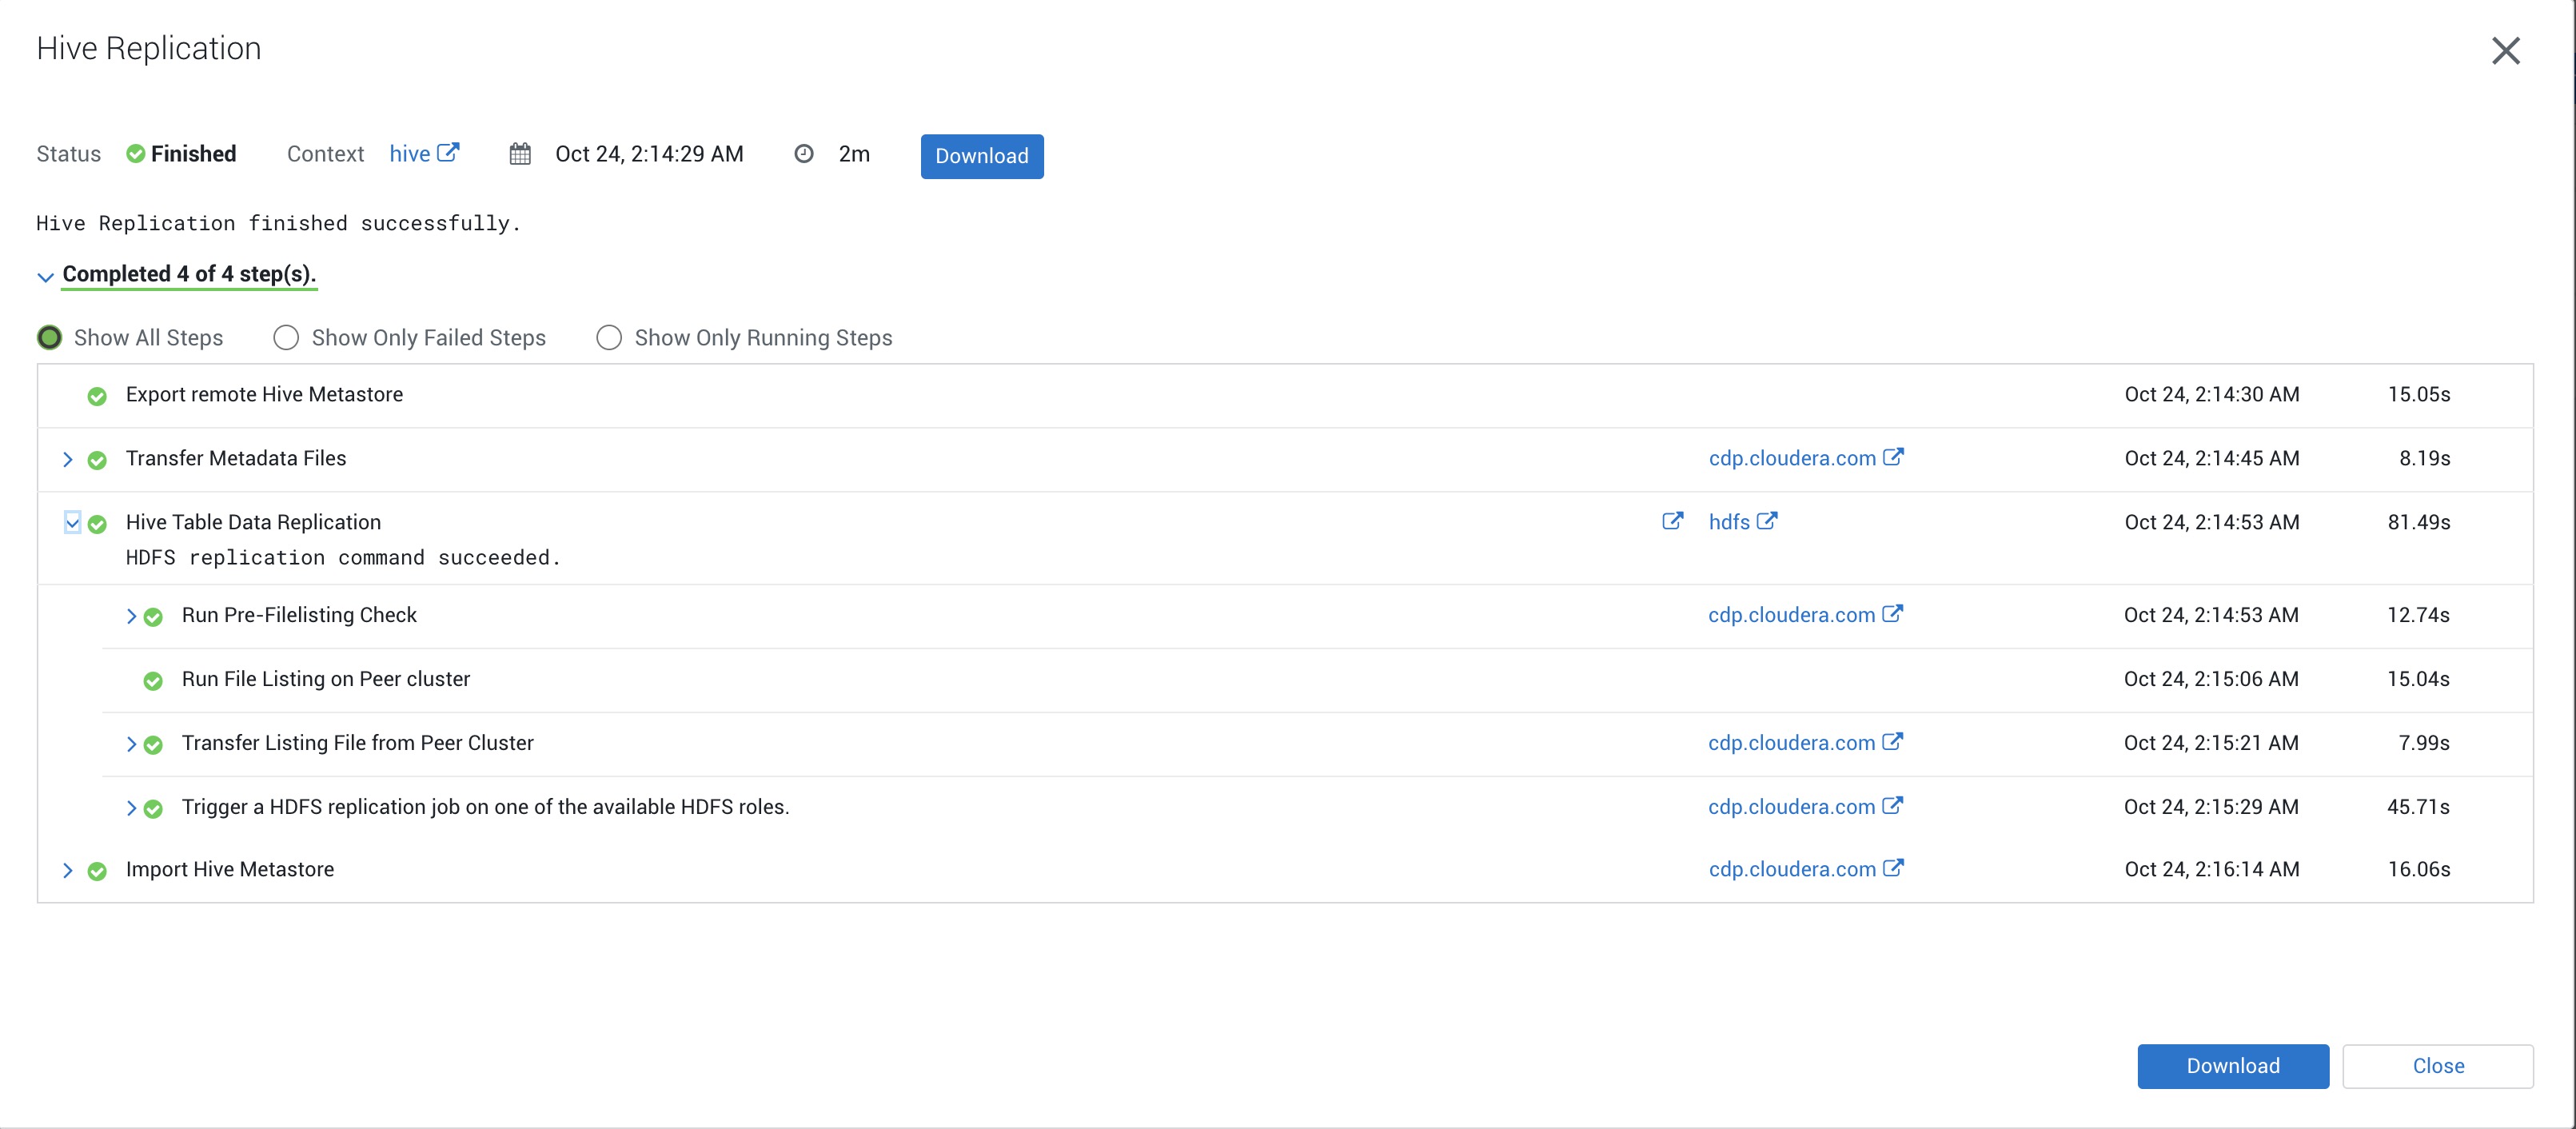 Hive Replication
Status Finished Context hive Oct 24, 2:14:29 AM 2m Download
Hive Replication finished successfully.
Completed 4 of 4 step(s).
Show All Steps Show Only Failed Steps Show Only Running Steps
Export remote Hive Metastore Oct 24, 2:14:30 AM 15.05s
Transfer Metadata Files cdp.cloudera.com Oct 24, 2:14:45 AM 8.19s
Hive Table Data Replication hdfs Oct 24, 2:14:53 AM 81.49s
HDFS replication command succeeded.
Run Pre-Filelisting Check cdp.cloudera.com Oct 24, 2:14:53 AM 12.74s
Run File Listing on Peer cluster Oct 24, 2:15:06 AM 15.04s
Transfer Listing File from Peer Cluster cdp.cloudera.com Oct 24, 2:15:21 AM 7.99s
Trigger a HDFS replication job on one of the available HDFS roles. cdp.cloudera.com Oct 24, 2:15:29 AM 45.71s
Import Hive Metastore cdp.cloudera.com Oct 24, 2:16:14 AM 16.06s
Download Close